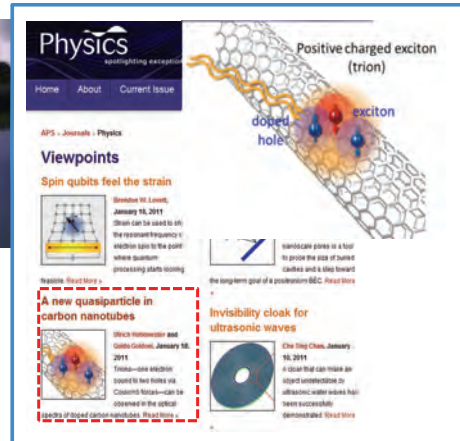 Physics
spotlighting exception
Home About Current Issue
Positive charged exciton
(trion)
exciton
doped
hole
APS » Journals » Physics
Viewpoints
Spin qubits feel the strain
Brendon W. Lovett,
January 18, 2011
Strain can be used to shi
the resonant frequency o
electron spin to the point
where quantum
processing starts looking
feasible. Read More »
nanoscale pores is a tool
to probe the size of buried
cavities and a step toward
the long-term goal of a positronium BEC. Read More
»
A new quasiparticle in
carbon nanotubes
Ulrich Hohenester and
Guido Goldoni, January 18,
2011
Trions—one electron
bound to two holes via
Coulomb forces—can be
observed in the optical
spectra of doped carbon nanotubes. Read More »
Invisibility cloak for
ultrasonic waves
Che Ting Chan, January
10, 2011
A cloak that can make an
object undetectable by
ultrasonic water waves has
been successfully
demonstrated. Read More
»